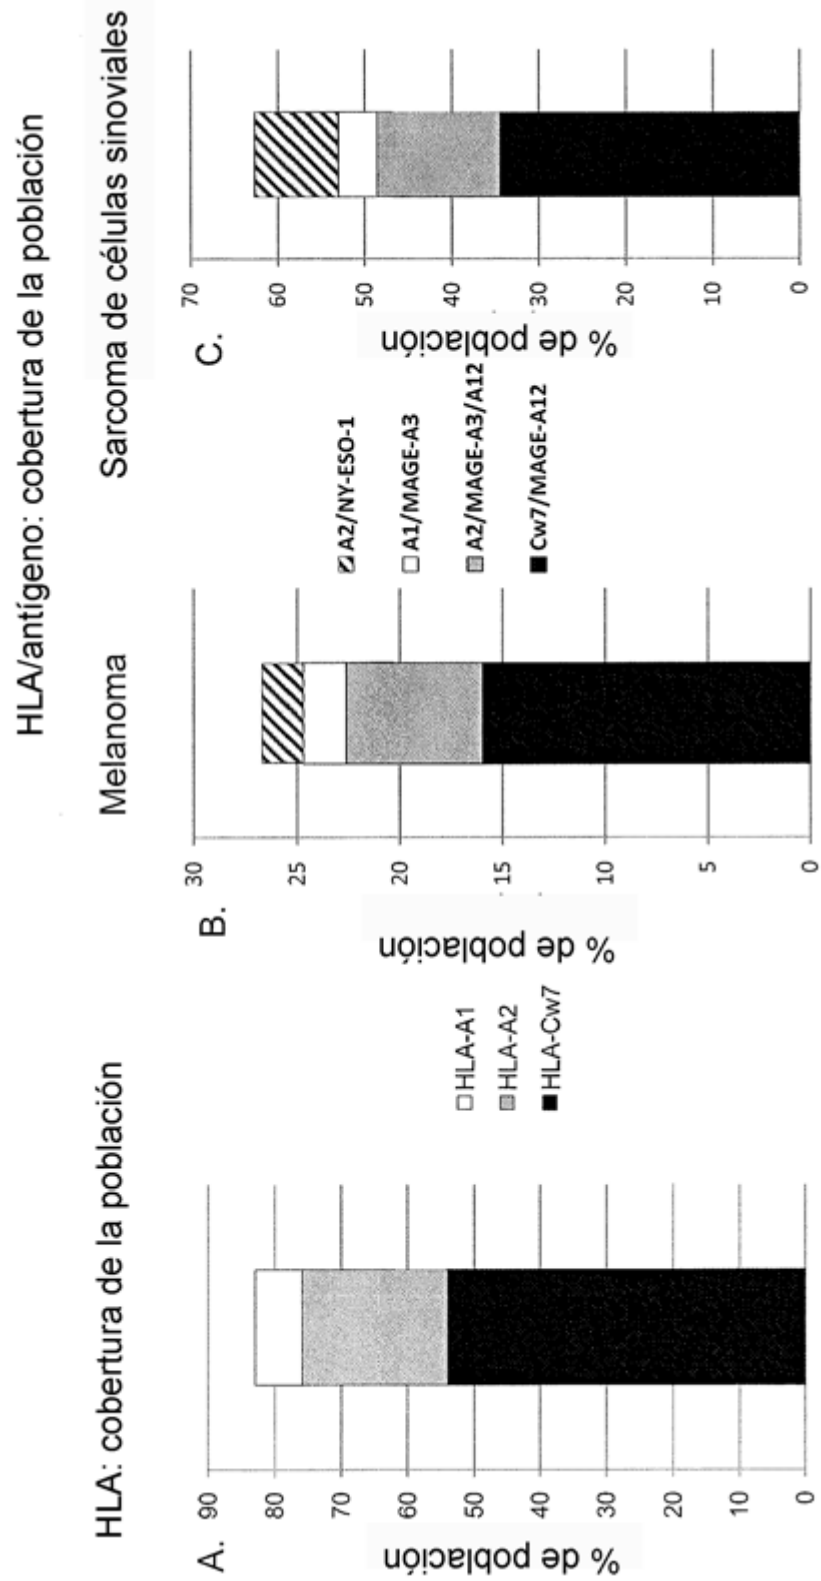 HLA/antígeno: cobertura de la población
HLA: cobertura de la población
Melanoma
Sarcoma de células sinoviales
A.
% de población
90
80
70
60
50
40
30
20
10
0
HLA-A1
HLA-A2
HLA-Cw7
B.
% de población
30
25
20
15
10
5
0
A2/NY-ESO-1
A1/MAGE-A3
A2/MAGE-A3/A12
Cw7/MAGE-A12
C.
% de población
70
60
50
40
30
20
10
0